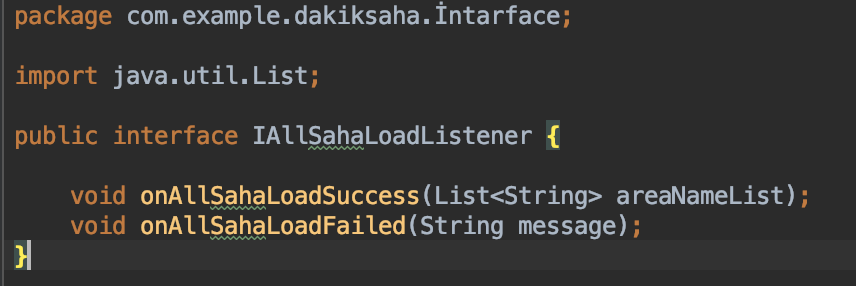 package com.example.dakiksaha.İntarface;
import java.util.List;
public interface IAllSahaLoadListener {
void onAllSahaLoadSuccess(List<String> areaNameList);
void onAllSahaLoadFailed(String message);
}